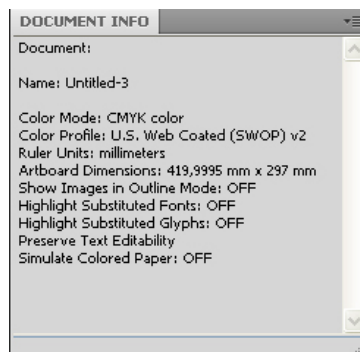 DOCUMENT INFO
Document:
Name: Untitled-3
Color Mode: CMYK color
Color Profile: U.S. Web Coated (SWOP) v2
Ruler Units: millimeters
Artboard Dimensions: 419,9995 mm x 297 mm
Show Images in Outline Mode: OFF
Highlight Substituted Fonts: OFF
Highlight Substituted Glyphs: OFF
Preserve Text Editability
Simulate Colored Paper: OFF